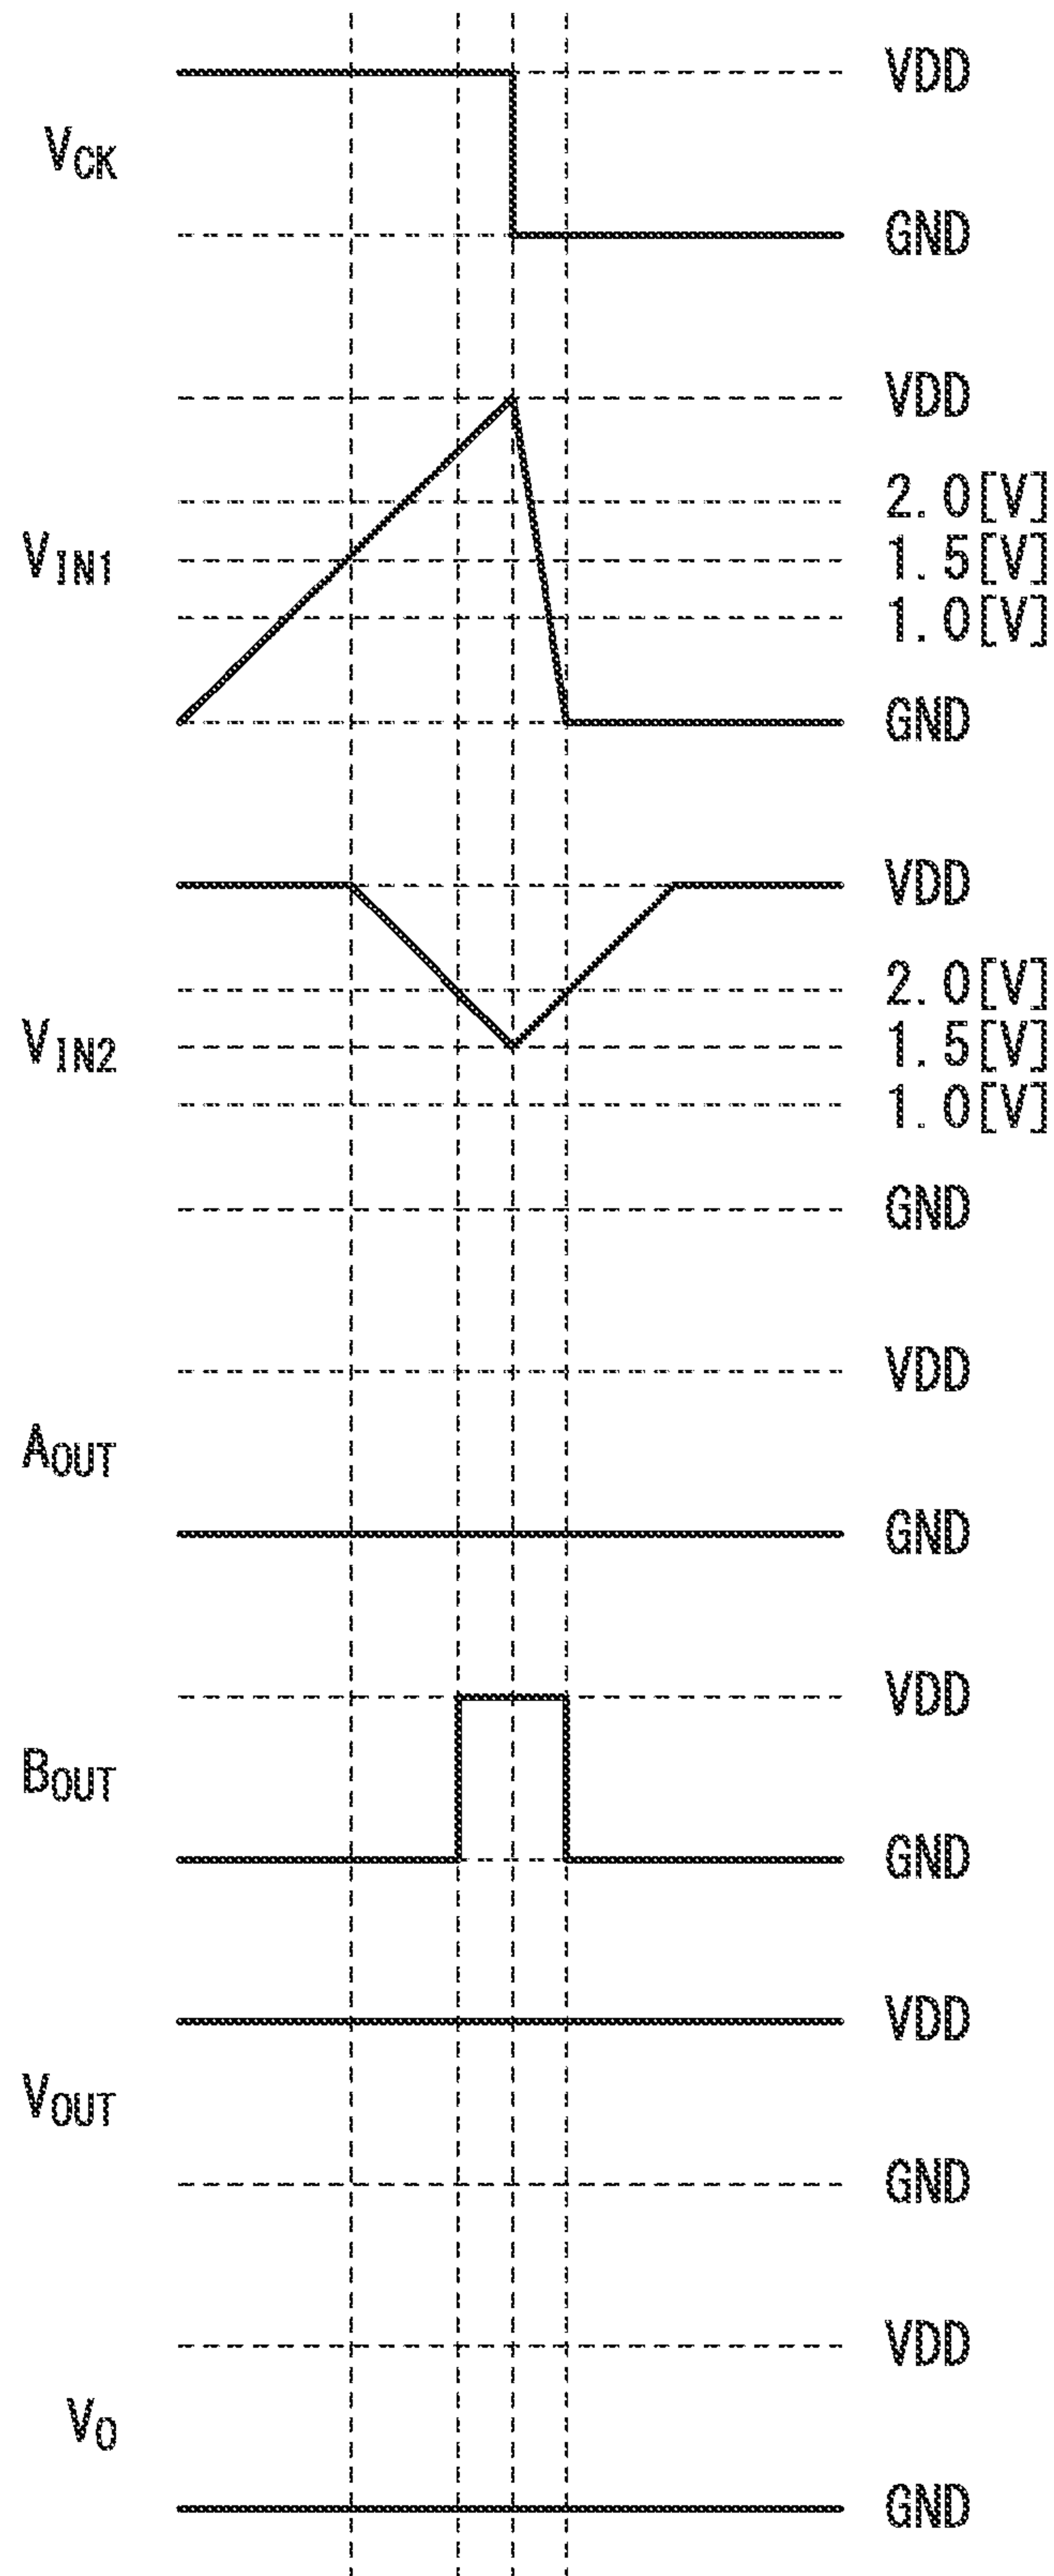 VDD
VCK
GND
VDD
2.0[V]
VIN1
1.5[V]
1.0[V]
GND
VDD
2.0[V]
VIN2
1.5[V]
1.0[V]
GND
VDD
AOUT
GND
VDD
BOUT
GND
VDD
VOUT
GND
VDD
VO
GND